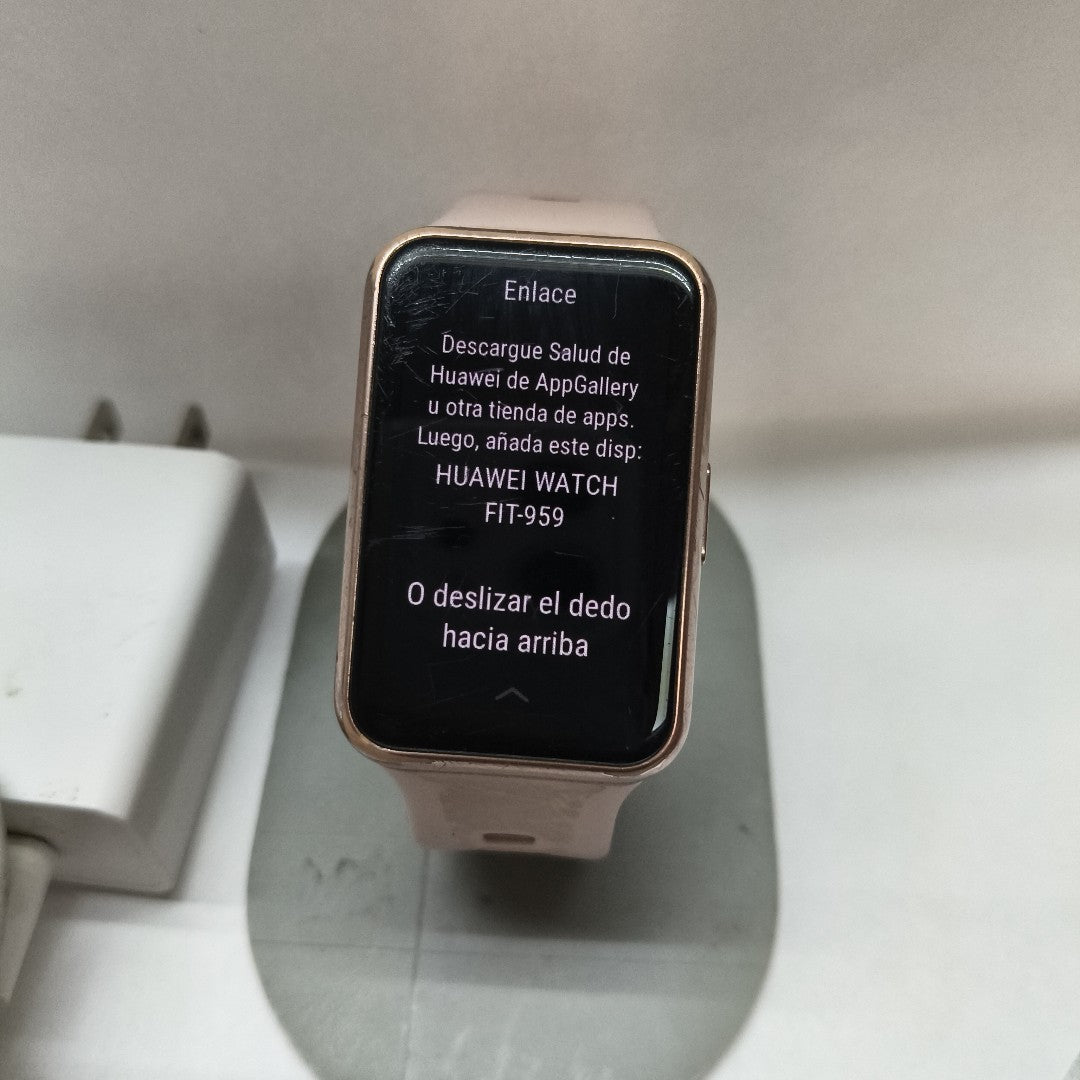 Enlace
Descargue Salud de
Huawei de AppGallery
u otra tienda de apps.
Luego, añada este disp:
HUAWEI WATCH
FIT-959
O deslizar el dedo
hacia arriba